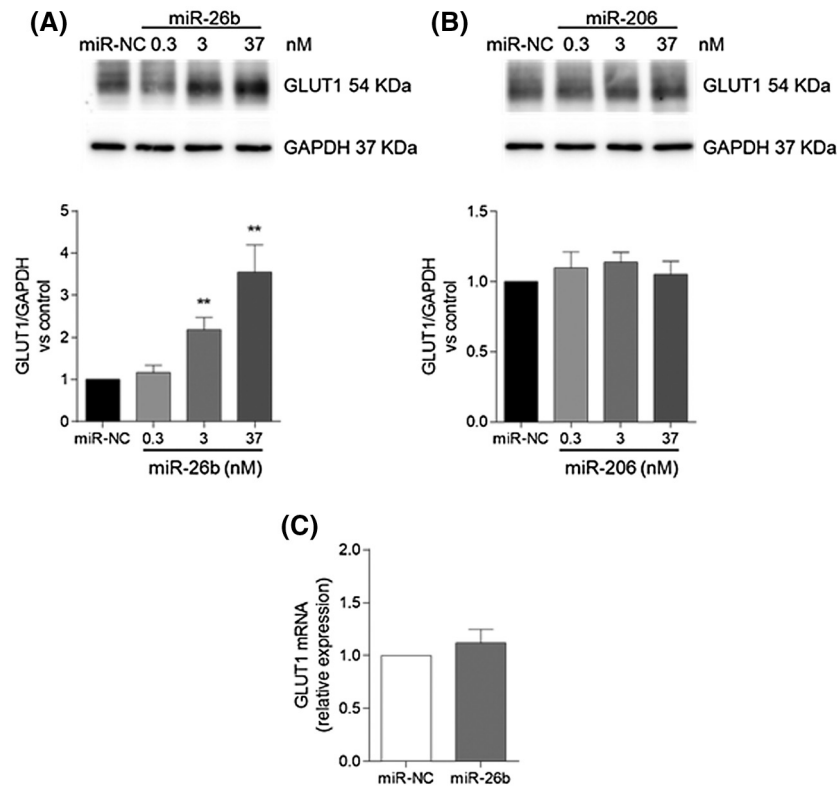 (A)
miR-26b
miR-NC 0.3 3 37 nM
GLUT1 54 KDa
GAPDH 37 KDa
GLUT1/GAPDH
vs control
5
4
3
2
1
0
**
**
miR-NC 0.3 3 37
miR-26b (nM)
(B)
miR-206
miR-NC 0.3 3 37 nM
GLUT1 54 KDa
GAPDH 37 KDa
GLUT1/GAPDH
vs control
1.5
1.0
0.5
0.0
miR-NC 0.3 3 37
miR-206 (nM)
(C)
GLUT1 mRNA
(relative expression)
2.0
1.5
1.0
0.5
0.0
miR-NC miR-26b